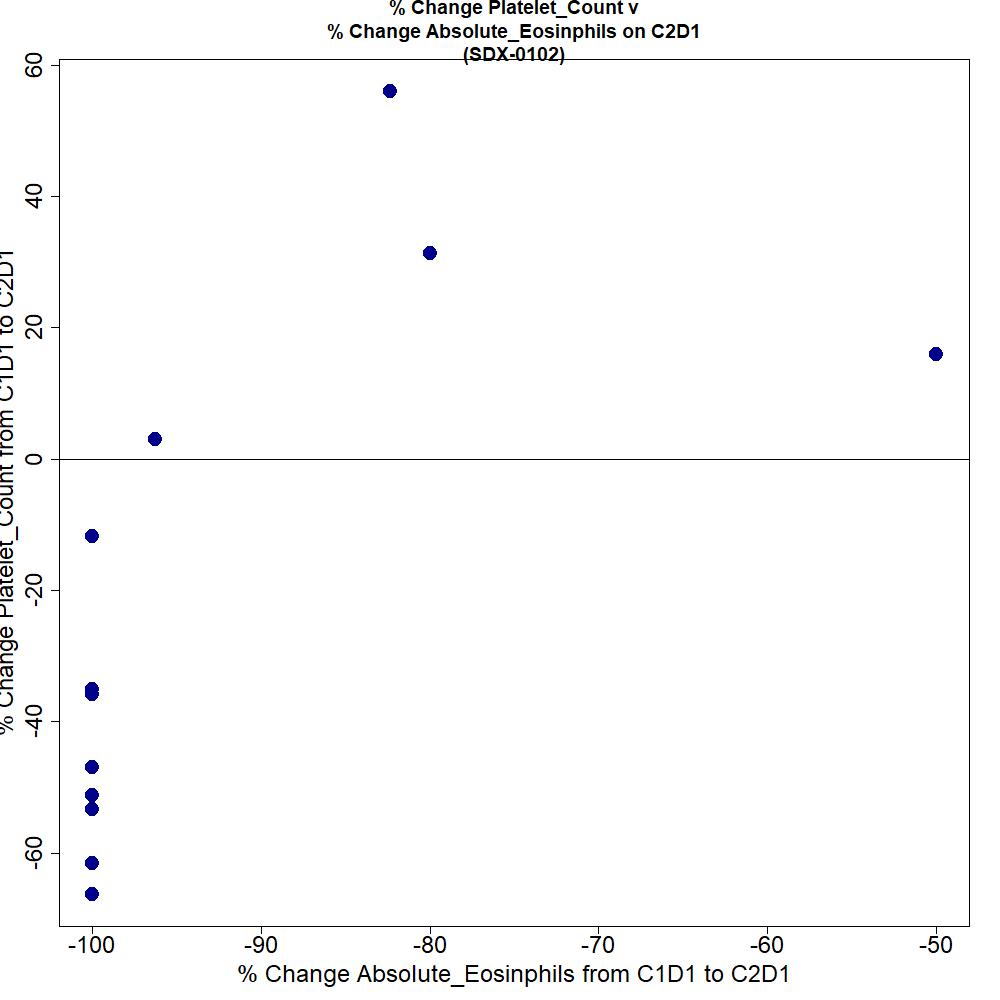 % Change Platelet_Count v
% Change Absolute_Eosinphils on C2D1
(SDX-0102)
% Change Platelet_Count from C1D1 to C2D1
60
40
20
0
-20
-40
-60
-100
-90
-80
-70
-60
-50
% Change Absolute_Eosinphils from C1D1 to C2D1